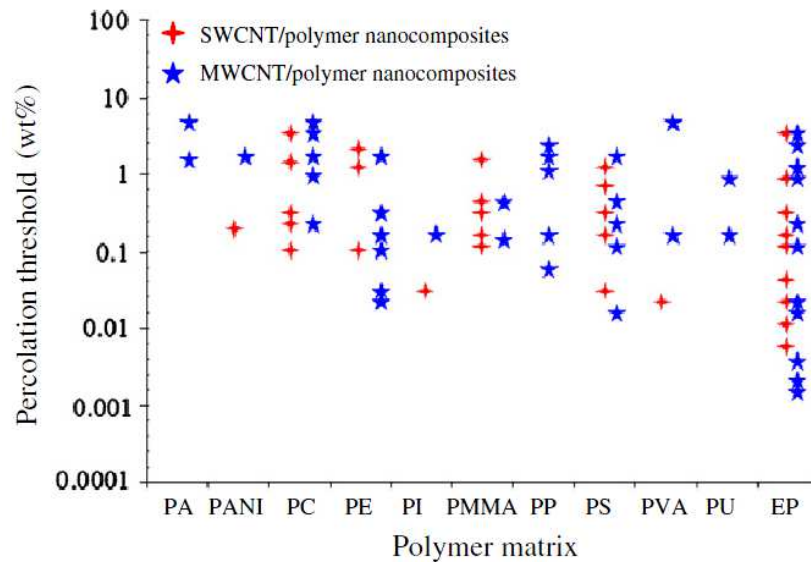 100
SWCNT/polymer nanocomposites
MWCNT/polymer nanocomposites
10
1
0.1
0.01
0.001
0.0001
Percolation threshold (wt%)
PA PANI PC PE PI PMMA PP PS PVA PU EP
Polymer matrix